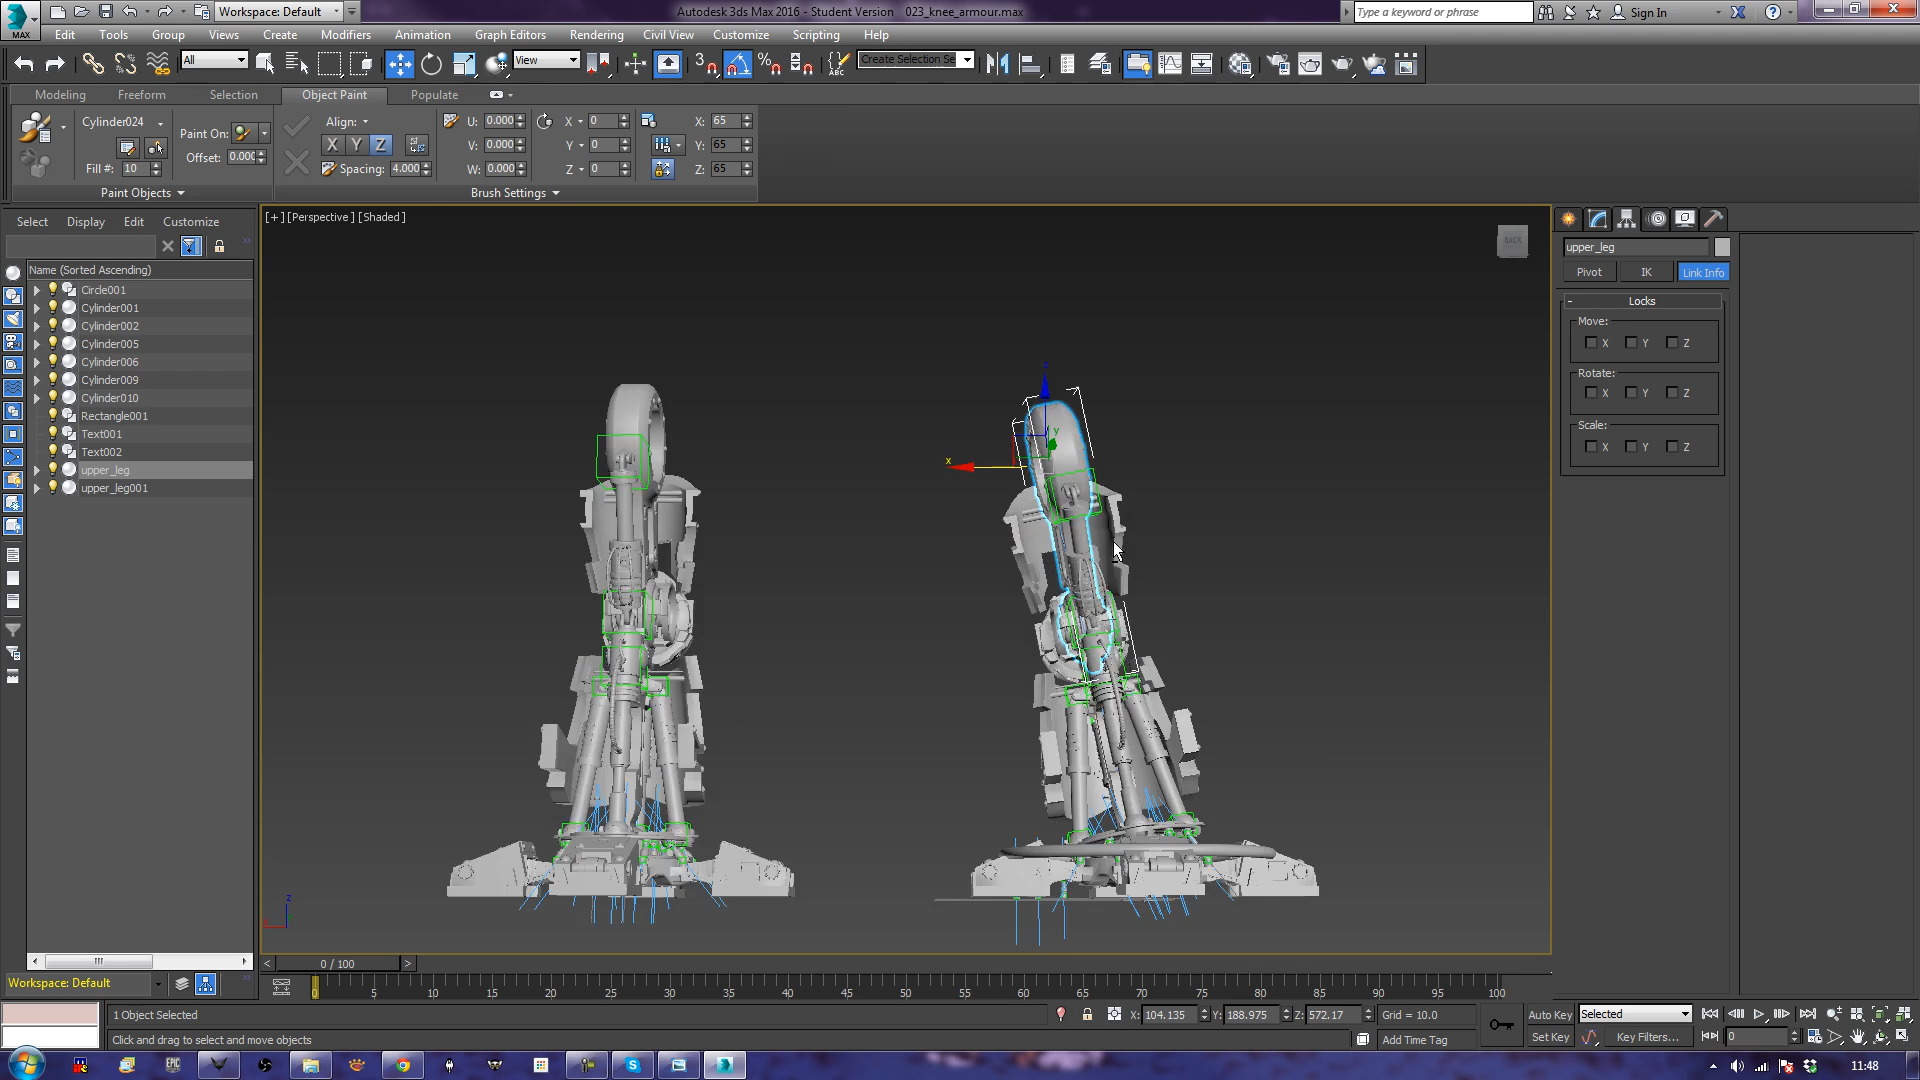 Workspace: Default
Autodesk 3ds Max 2016 - Student Version    023_knee_armour.max
Type a keyword or phrase
Sign In
MAX
Edit Tools Group Views Create Modifiers Animation Graph Editors Rendering Civil View Customize Scripting Help
All
View
3
ABC
Create Selection Se
Modeling Freeform Selection Object Paint Populate
Cylinder024
Paint On:
Align:
U: 0.000
X 0
X: 65
X Y Z
Offset: 0.000
V: 0.000
Y 0
Y: 65
Fill #: 10
Spacing: 4.000
W: 0.000
Z 0
Z: 65
Paint Objects
Brush Settings
Select Display Edit Customize
[+] [Perspective ] [Shaded ]
BACK
Name (Sorted Ascending)
Circle001
Cylinder001
Cylinder002
Cylinder005
Cylinder006
Cylinder009
Cylinder010
Rectangle001
Text001
Text002
upper_leg
upper_leg001
x
y
z
upper_leg
Pivot IK Link Info
- Locks
Move:
X Y Z
Rotate:
X Y Z
Scale:
X Y Z
< 0 / 100 >
Workspace: Default
0 5 10 15 20 25 30 35 40 45 50 55 60 65 70 75 80 85 90 95 100
1 Object Selected
X: 104.135 Y: 188.975 Z: 572.17
Grid = 10.0
Auto Key
Selected
Click and drag to select and move objects
Add Time Tag
Set Key
Key Filters...
0
EPIC
11:48